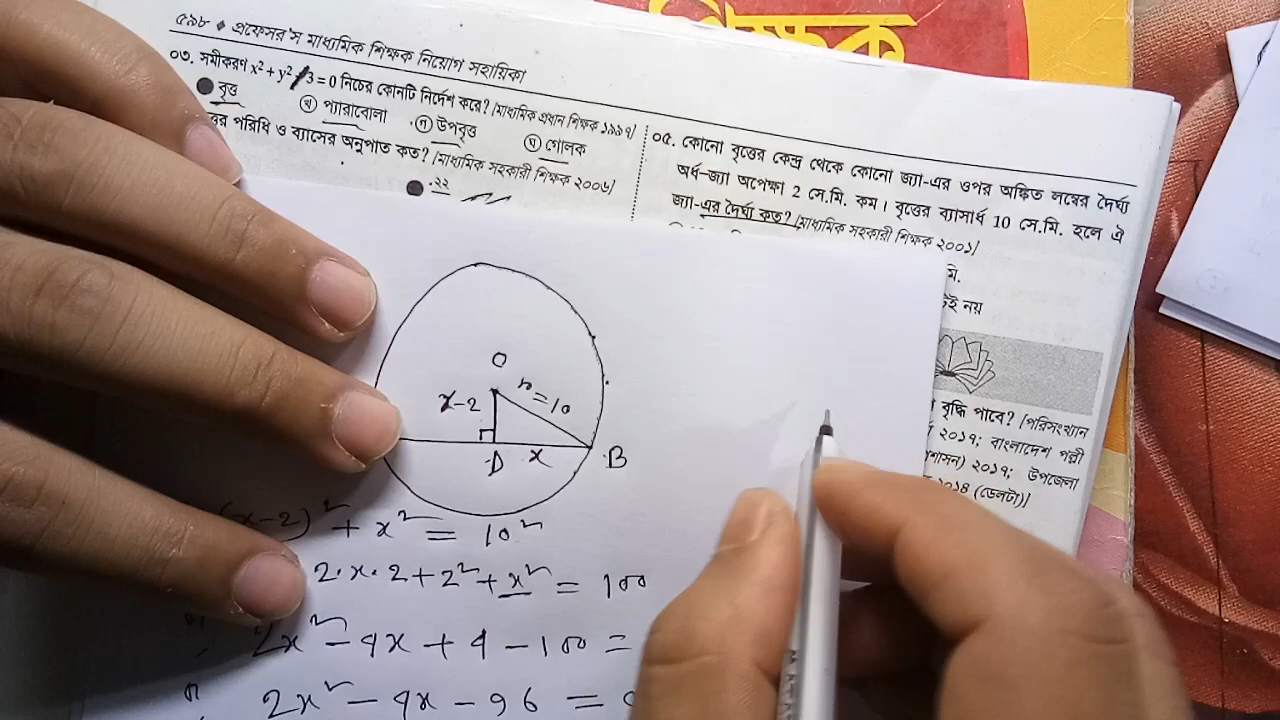 শিক্ষক
৫৯৮ ◆ প্রফেসর'স মাধ্যমিক শিক্ষক নিয়োগ সহায়িকা
০৩. সমীকরণ x² + y² - 3 = 0 নিচের কোনটি নির্দেশ করে? [মাধ্যমিক প্রধান শিক্ষক ১৯৯৭]
বৃত্ত (খ) প্যারাবোলা (গ) উপবৃত্ত (ঘ) গোলক
পরিধি ও ব্যাসের অনুপাত কত? [মাধ্যমিক সহকারী শিক্ষক ২০০৬]
২২
০৫. কোনো বৃত্তের কেন্দ্র থেকে কোনো জ্যা-এর ওপর অঙ্কিত লম্বের দৈর্ঘ্য
অর্ধ-জ্যা অপেক্ষা 2 সে.মি. কম। বৃত্তের ব্যাসার্ধ 10 সে.মি. হলে ঐ
জ্যা-এর দৈর্ঘ্য কত? [মাধ্যমিক সহকারী শিক্ষক ২০০১]
মি.
নয়
বৃদ্ধি পাবে? [পরিসংখ্যান
২০১৭; বাংলাদেশ পল্লী
২০১৭; উপজেলা
২০১৪ (ডেলটা)]
O
x-2 r=10
D x B
(x-2)² + x² = 10²
2·x·2 + 2² + x² = 100
বা, 2x² - 4x + 4 - 100 =
বা, 2x² - 4x - 96 =